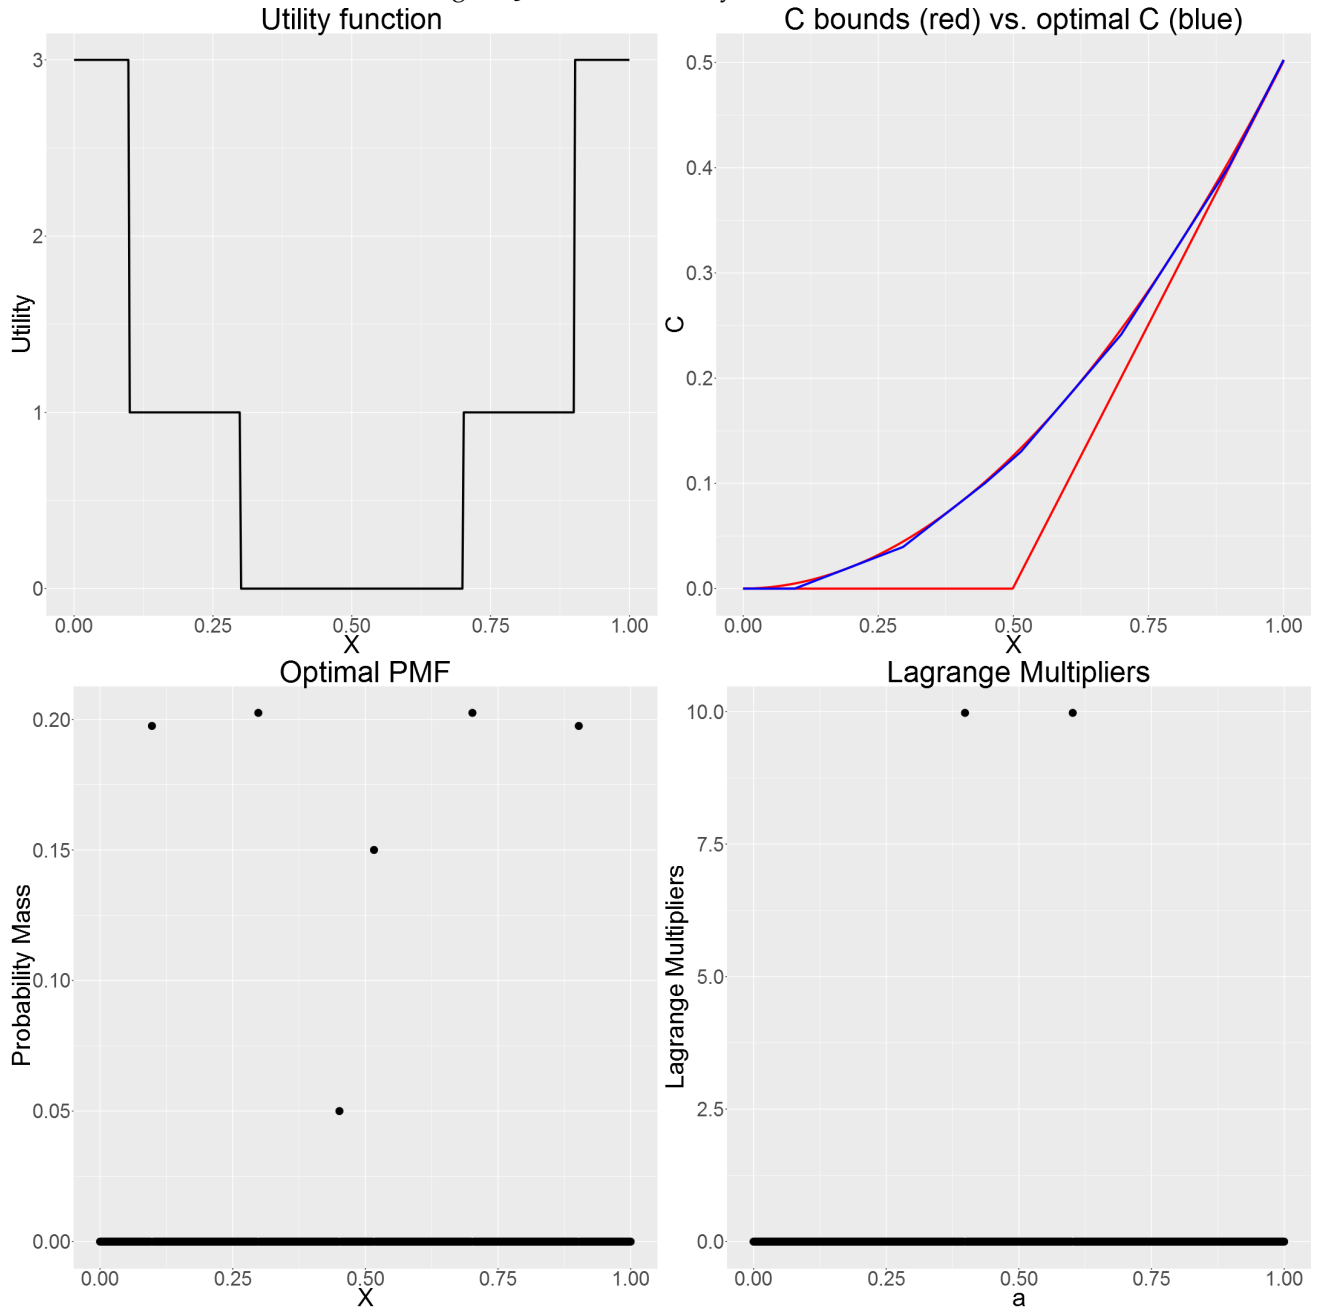 Utility function
3
2
1
0
Utility
0.00 0.25 0.50 0.75 1.00
X
C bounds (red) vs. optimal C (blue)
0.5
0.4
0.3
0.2
0.1
0.0
C
0.00 0.25 0.50 0.75 1.00
X
Optimal PMF
0.20
0.15
0.10
0.05
0.00
Probability Mass
0.00 0.25 0.50 0.75 1.00
X
Lagrange Multipliers
10.0
7.5
5.0
2.5
0.0
Lagrange Multipliers
0.00 0.25 0.50 0.75 1.00
a